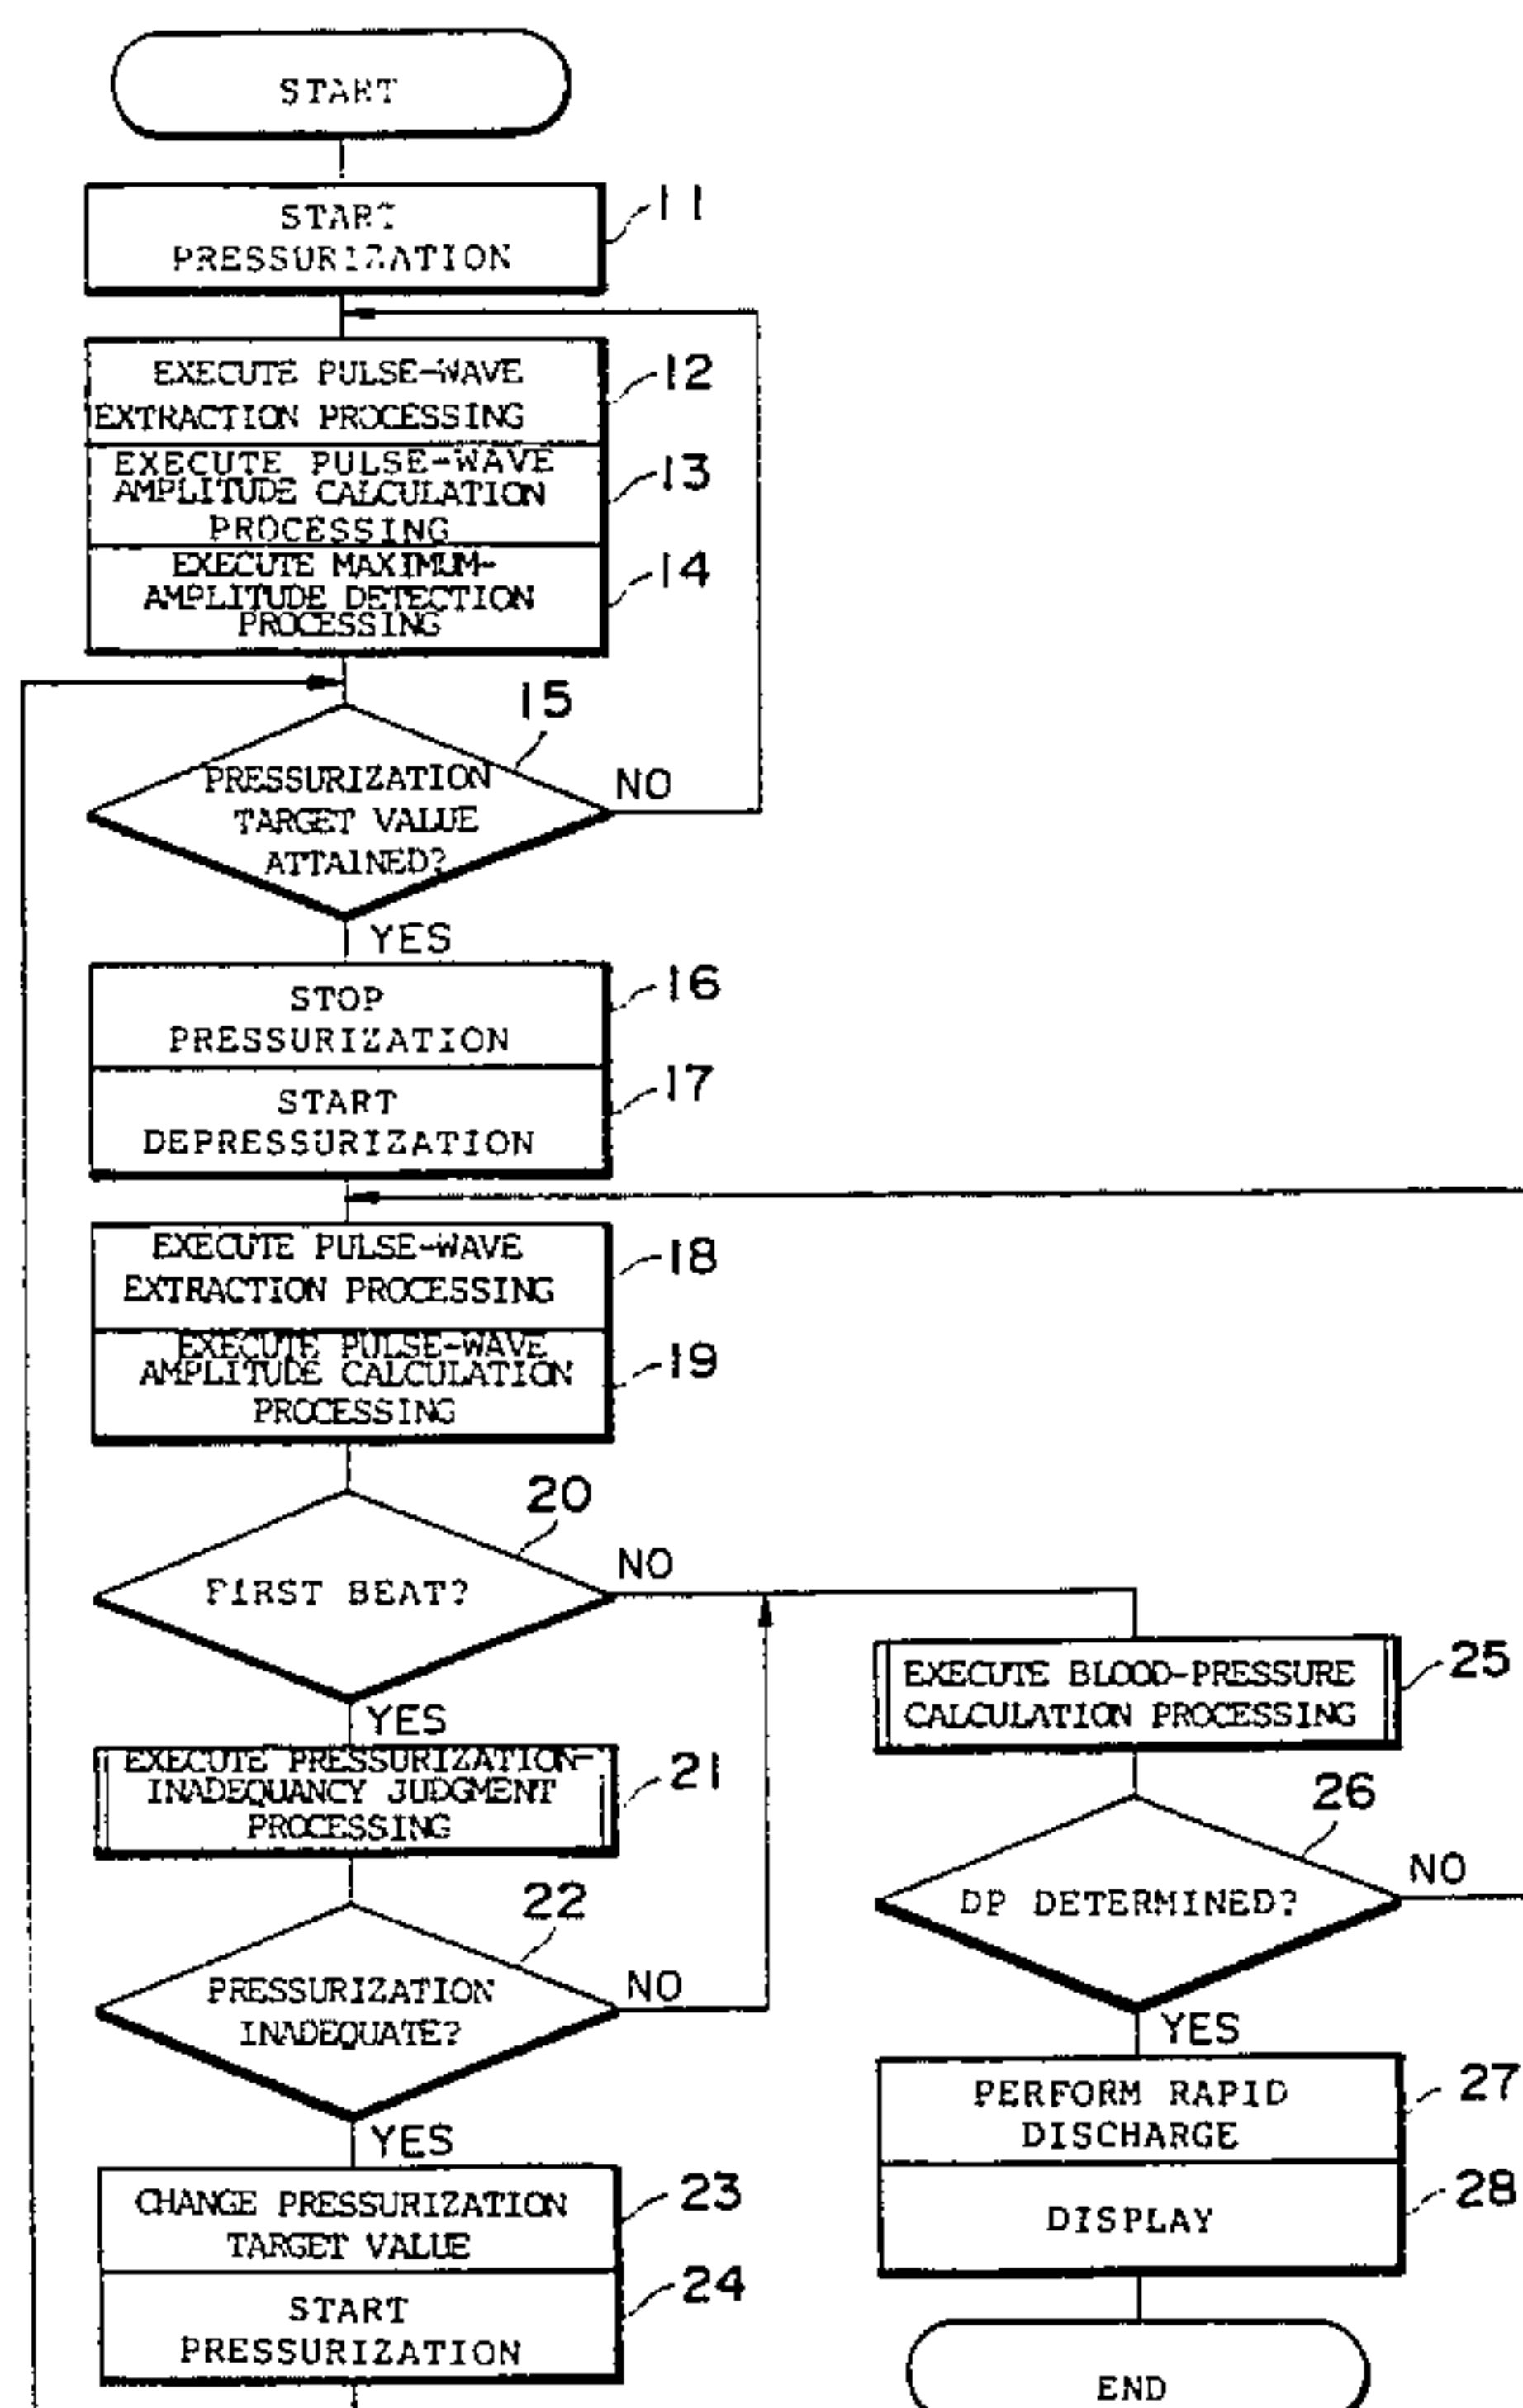 START
START
PRESSURIZATION
11
EXECUTE PULSE-WAVE
EXTRACTION PROCESSING
12
EXECUTE PULSE-WAVE
AMPLITUDE CALCULATION
PROCESSING
13
EXECUTE MAXIMUM-
AMPLITUDE DETECTION
PROCESSING
14
15
PRESSURIZATION
TARGET VALUE
ATTAINED?
NO
YES
STOP
PRESSURIZATION
16
START
DEPRESSURIZATION
17
EXECUTE PULSE-WAVE
EXTRACTION PROCESSING
18
EXECUTE PULSE-WAVE
AMPLITUDE CALCULATION
PROCESSING
19
20
FIRST BEAT?
NO
YES
EXECUTE PRESSURIZATION-
INADEQUANCY JUDGMENT
PROCESSING
21
22
PRESSURIZATION
INADEQUATE?
NO
YES
CHANGE PRESSURIZATION
TARGET VALUE
23
START
PRESSURIZATION
24
EXECUTE BLOOD-PRESSURE
CALCULATION PROCESSING
25
26
DP DETERMINED?
NO
YES
PERFORM RAPID
DISCHARGE
27
DISPLAY
28
END